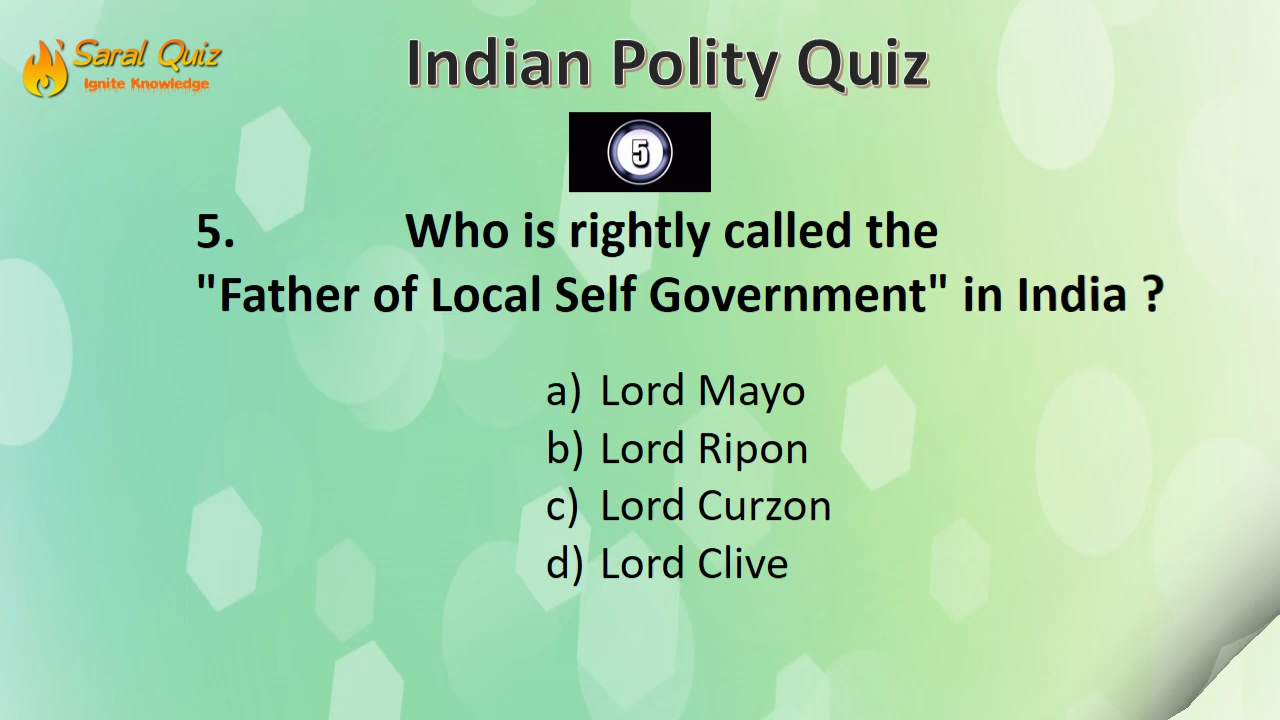 Saral Quiz
Ignite Knowledge
Indian Polity Quiz
5
5. Who is rightly called the
"Father of Local Self Government" in India ?
a) Lord Mayo
b) Lord Ripon
c) Lord Curzon
d) Lord Clive